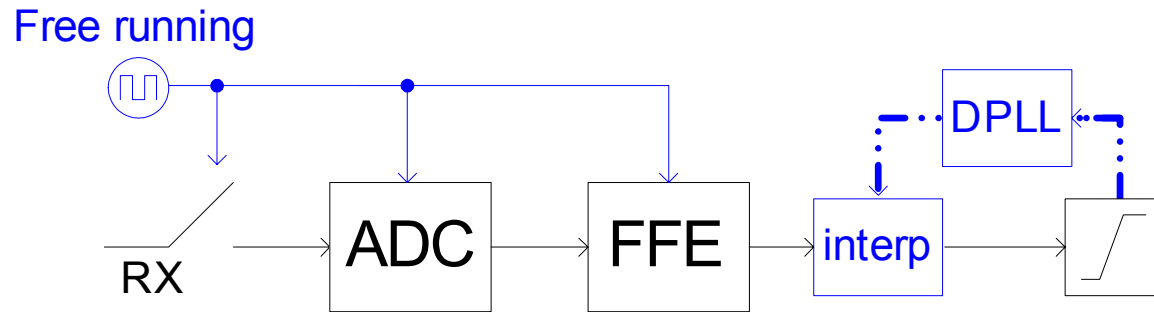 Free running
DPLL
ADC
FFE
interp
RX